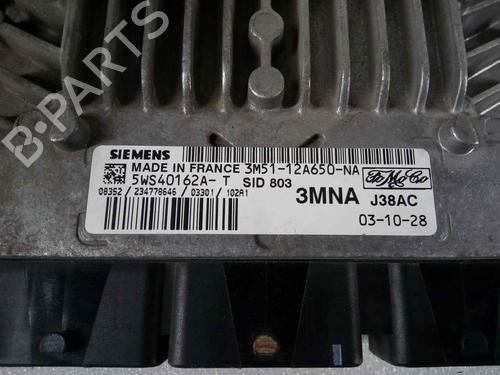 B-PARTS
SIEMENS
MADE IN FRANCE 3M51-12A650-NA
5WS40162A-T SID 803
08352 / 234778646 / 03301 / 102A1
3MNA
FoMoCo
J38AC
03-10-28